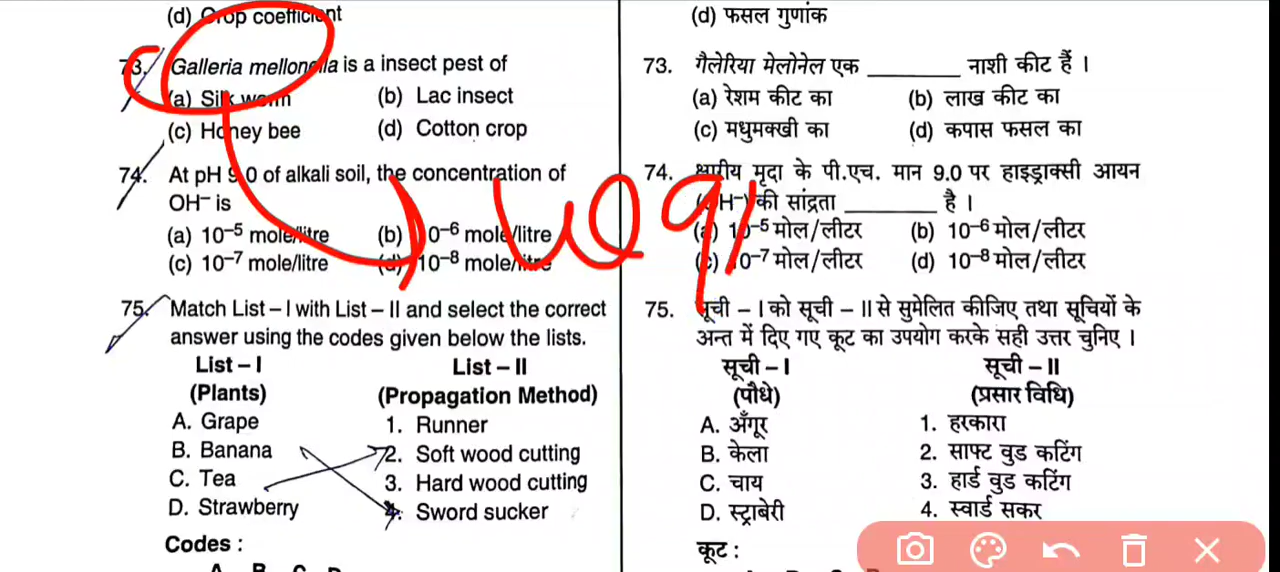 (d) Crop coefficient
73. Galleria mellonella is a insect pest of
(a) Silk worm (b) Lac insect
(c) Honey bee (d) Cotton crop
74. At pH 9.0 of alkali soil, the concentration of
OH⁻ is
(a) 10⁻⁵ mole/litre (b) 10⁻⁶ mole/litre
(c) 10⁻⁷ mole/litre (d) 10⁻⁸ mole/litre
75. Match List – I with List – II and select the correct
answer using the codes given below the lists.
List – I List – II
(Plants) (Propagation Method)
A. Grape 1. Runner
B. Banana 2. Soft wood cutting
C. Tea 3. Hard wood cutting
D. Strawberry 4. Sword sucker
Codes :
A B C D
(d) फसल गुणांक
73. गैलेरिया मेलोनेल एक ________ नाशी कीट हैं ।
(a) रेशम कीट का (b) लाख कीट का
(c) मधुमक्खी का (d) कपास फसल का
74. क्षारीय मृदा के पी.एच. मान 9.0 पर हाइड्राक्सी आयन
(OH⁻) की सांद्रता ________ है ।
(a) 10⁻⁵ मोल/लीटर (b) 10⁻⁶ मोल/लीटर
(c) 10⁻⁷ मोल/लीटर (d) 10⁻⁸ मोल/लीटर
75. सूची – I को सूची – II से सुमेलित कीजिए तथा सूचियों के
अन्त में दिए गए कूट का उपयोग करके सही उत्तर चुनिए ।
सूची – I सूची – II
(पौधे) (प्रसार विधि)
A. अँगूर 1. हरकारा
B. केला 2. साफ्ट वुड कटिंग
C. चाय 3. हार्ड वुड कटिंग
D. स्ट्राबेरी 4. स्वार्ड सकर
कूट :